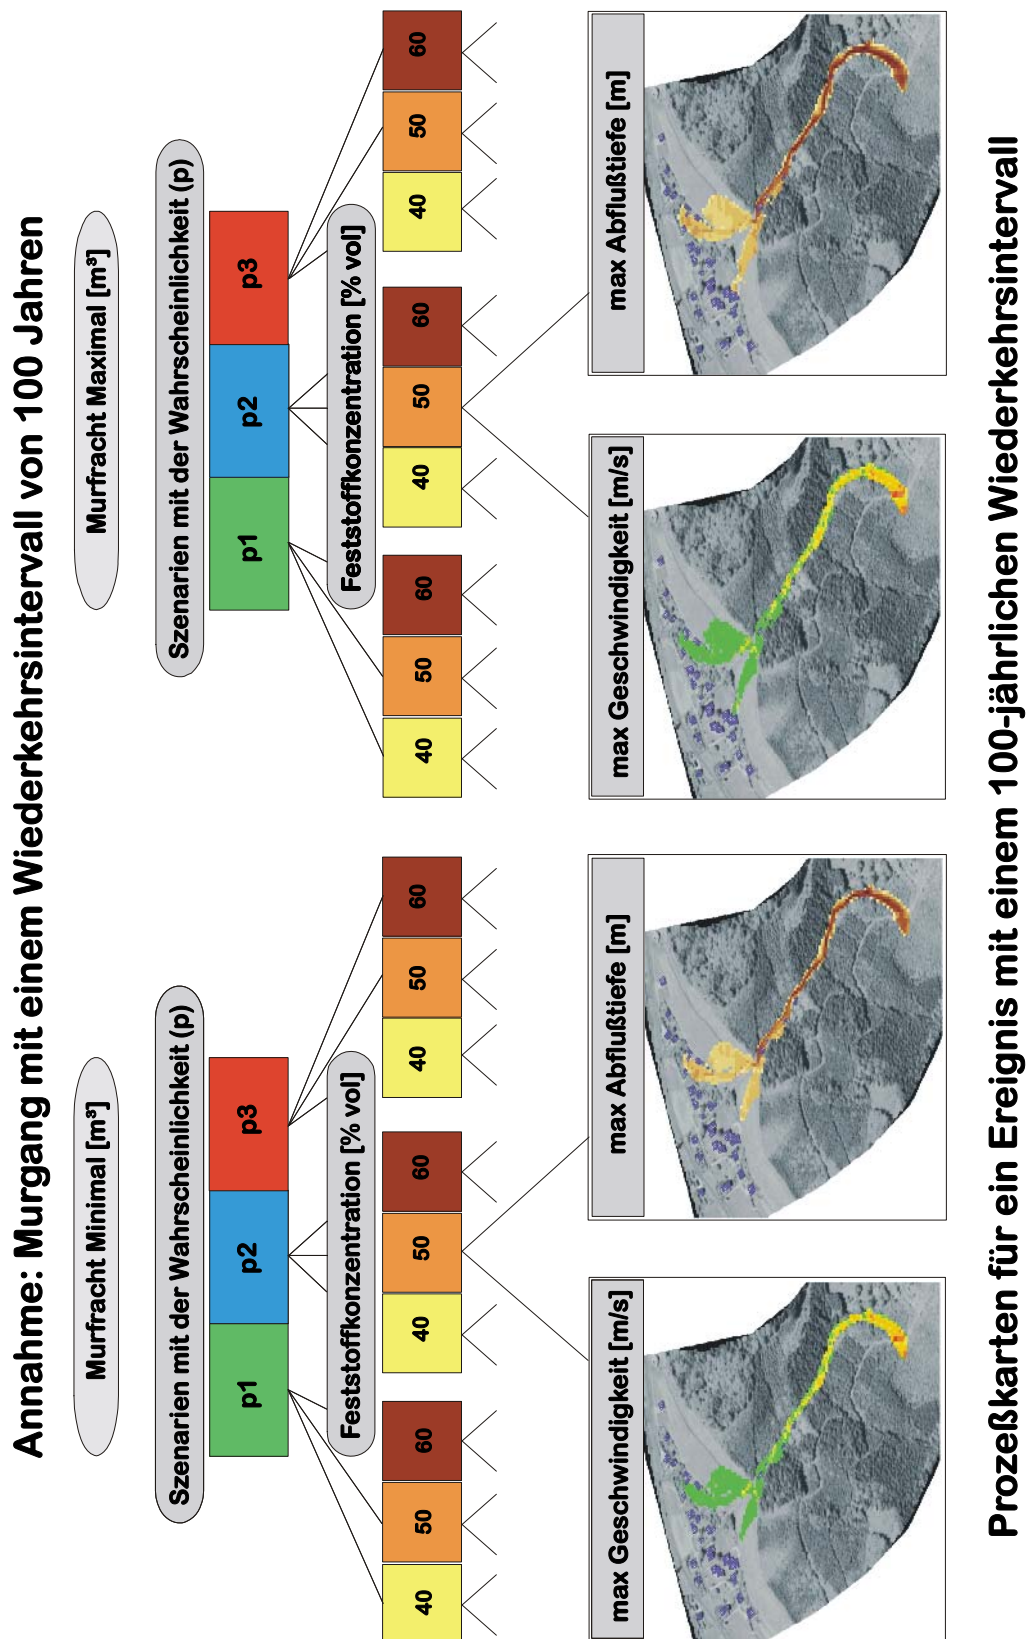 Annahme: Murgang mit einem Wiederkehrsintervall von 100 Jahren
Murfracht Minimal [m³]
Murfracht Maximal [m³]
Szenarien mit der Wahrscheinlichkeit (p)
Szenarien mit der Wahrscheinlichkeit (p)
p1
p2
p3
p1
p2
p3
Feststoffkonzentration [% vol]
Feststoffkonzentration [% vol]
40
50
60
40
50
60
40
50
60
40
50
60
40
50
60
40
50
60
max Geschwindigkeit [m/s]
max Abflußtiefe [m]
max Geschwindigkeit [m/s]
max Abflußtiefe [m]
Prozeßkarten für ein Ereignis mit einem 100-jährlichen Wiederkehrsintervall